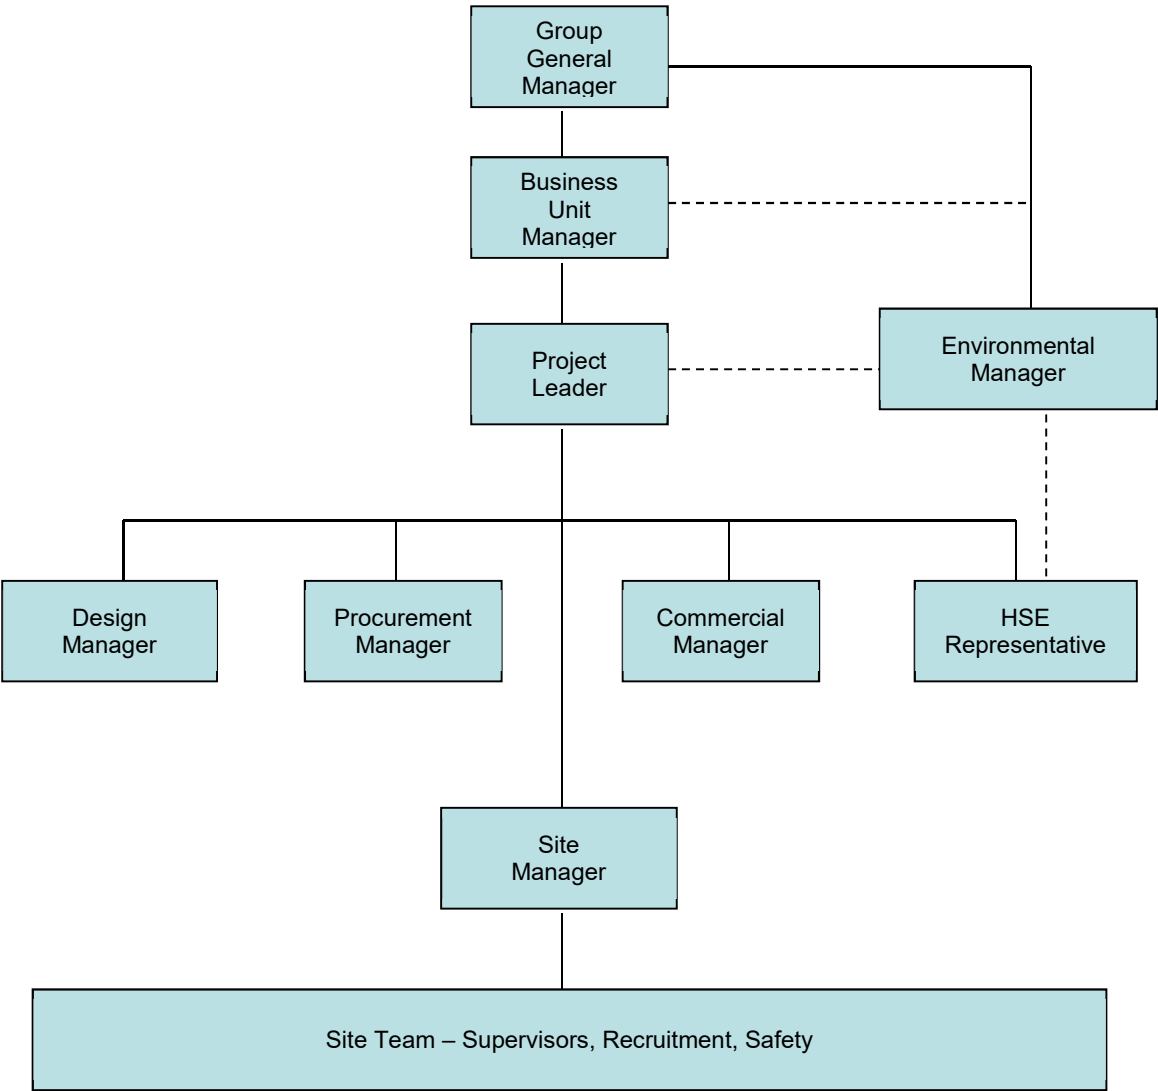 Group
General
Manager
Business
Unit
Manager
Environmental
Manager
Project
Leader
Design
Manager
Procurement
Manager
Commercial
Manager
HSE
Representative
Site
Manager
Site Team – Supervisors, Recruitment, Safety